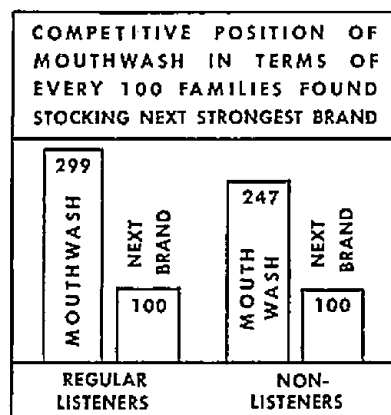 COMPETITIVE POSITION OF
MOUTHWASH IN TERMS OF
EVERY 100 FAMILIES FOUND
STOCKING NEXT STRONGEST BRAND
299
MOUTHWASH
NEXT
BRAND
100
247
MOUTH
WASH
NEXT
BRAND
100
REGULAR
LISTENERS
NON-
LISTENERS